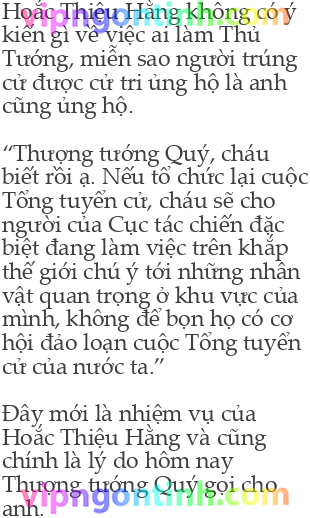 Hoắc Thiệu Hằng không có ý
kiến gì về việc ai làm Thủ
Tướng, miễn sao người trúng
cử được cử tri ủng hộ là anh
cũng ủng hộ.
“Thượng tướng Quý, cháu
biết rồi ạ. Nếu tổ chức lại cuộc
Tổng tuyển cử, cháu sẽ cho
người của Cục tác chiến đặc
biệt đang làm việc trên khắp
thế giới chú ý tới những nhân
vật quan trọng ở khu vực của
mình, không để bọn họ có cơ
hội đảo loạn cuộc Tổng tuyển
cử của nước ta.”
Đây mới là nhiệm vụ của
Hoắc Thiệu Hằng và cũng
chính là lý do hôm nay
Thượng tướng Quý gọi cho
anh.
vipngontinh.com
vipngontinh.com